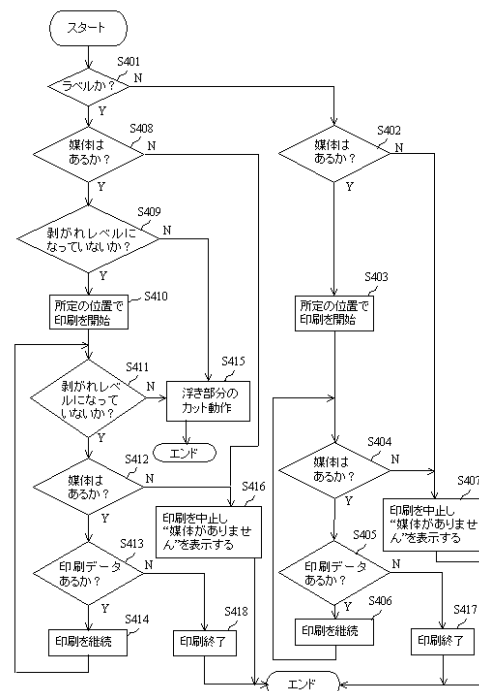 スタート
S401
ラベルか？
N
Y
S408
媒体は
あるか？
N
Y
S409
剥がれレベルに
なっていないか？
N
Y
S410
所定の位置で
印刷を開始
S411
剥がれレベ
ルになって
いないか？
N
Y
S415
浮き部分の
カット動作
エンド
S412
媒体は
あるか？
N
Y
S416
印刷を中止し
“媒体がありませ
ん”を表示する
S413
印刷データ
あるか？
N
Y
S414
印刷を継続
S418
印刷終了
S402
媒体は
あるか？
N
Y
S403
所定の位置で
印刷を開始
S404
媒体は
あるか？
N
Y
S407
印刷を中止し
“媒体がありませ
ん”を表示する
S405
印刷データ
あるか？
N
Y
S406
印刷を継続
S417
印刷終了
エンド